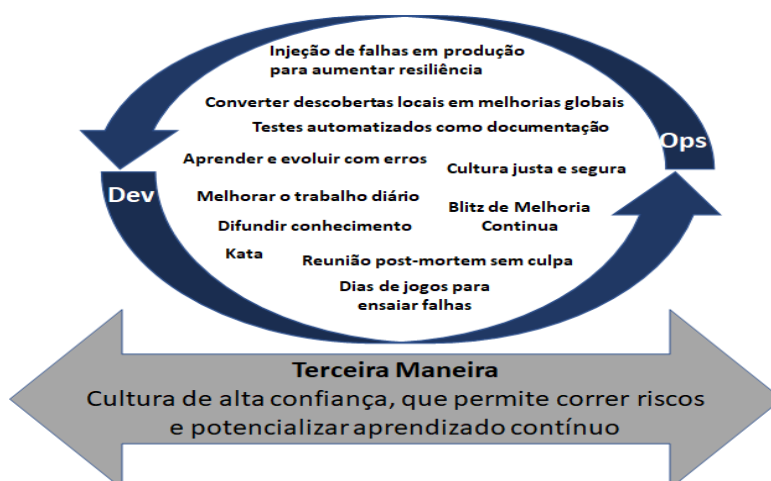 Injeção de falhas em produção
para aumentar resiliência
Converter descobertas locais em melhorias globais
Testes automatizados como documentação
Ops
Aprender e evoluir com erros
Cultura justa e segura
Dev
Melhorar o trabalho diário
Blitz de Melhoria
Continua
Difundir conhecimento
Kata
Reunião post-mortem sem culpa
Dias de jogos para
ensaiar falhas
Terceira Maneira
Cultura de alta confiança, que permite correr riscos
e potencializar aprendizado contínuo